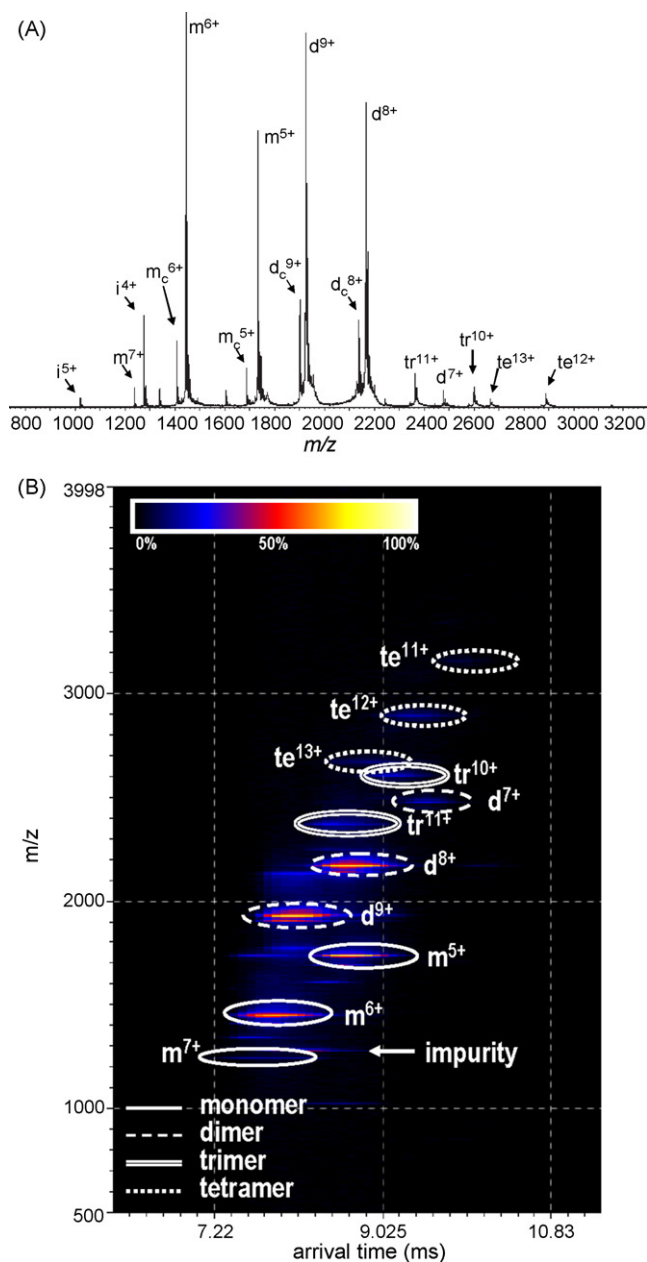 (A)
m6+
d9+
d8+
m5+
dc9+
dc8+
mc6+
i4+
mc5+
m7+
i5+
tr11+
d7+
tr10+
te13+
te12+
800 1000 1200 1400 1600 1800 2000 2200 2400 2600 2800 3000 3200
m/z
(B)
3998
0% 50% 100%
te11+
3000
te12+
te13+
tr10+
d7+
tr11+
d8+
m/z
2000
d9+
m5+
m6+
m7+
impurity
1000
monomer
dimer
trimer
tetramer
500
7.22 9.025 10.83
arrival time (ms)